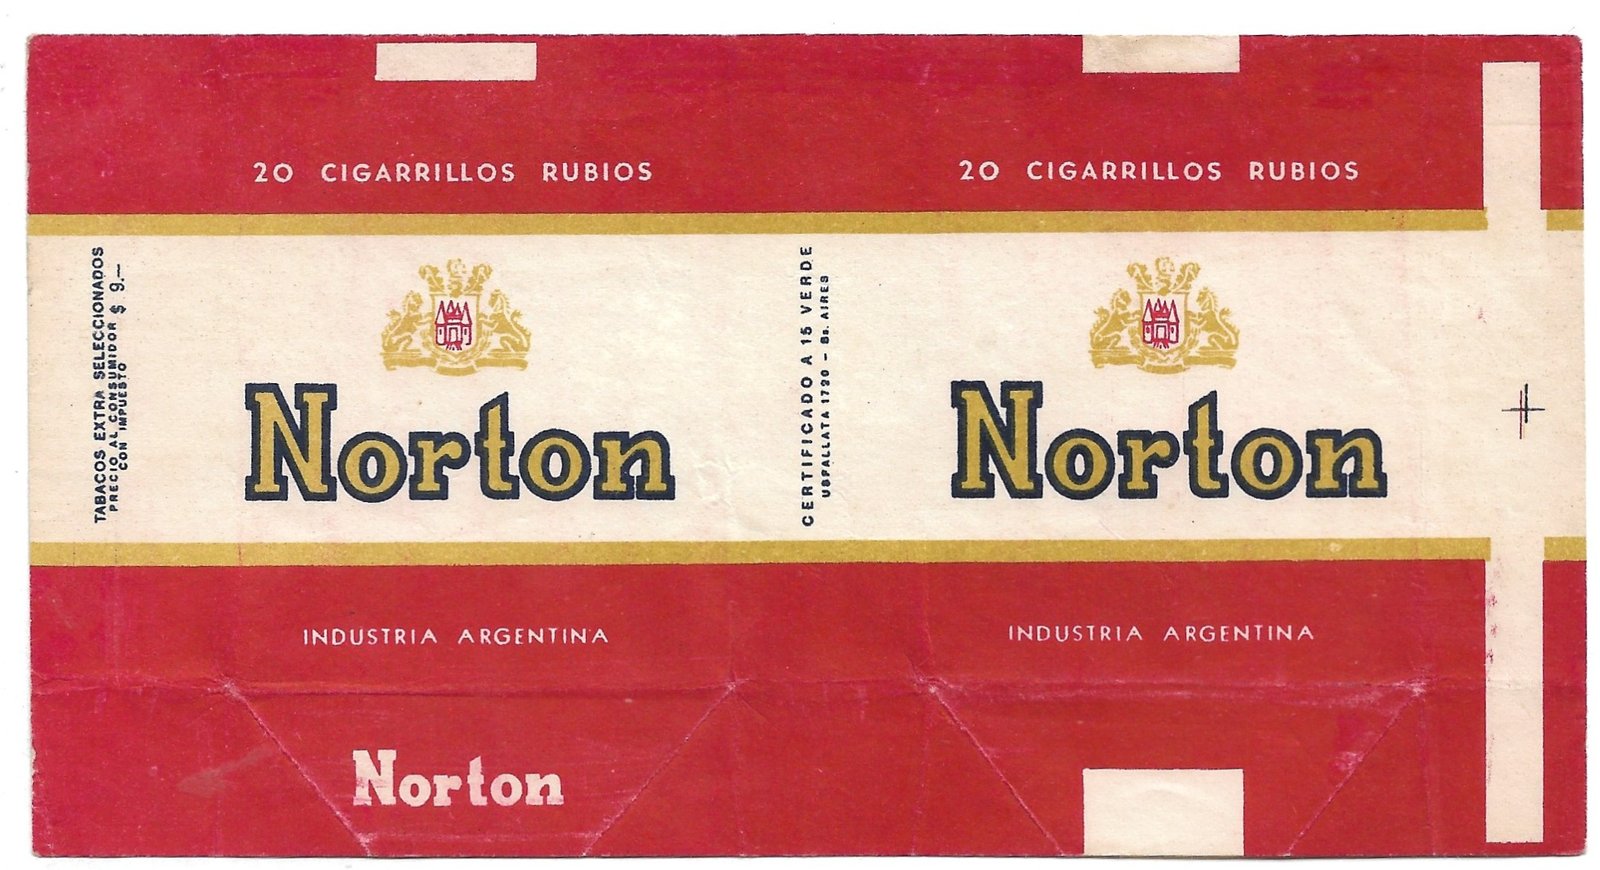 20 CIGARRILLOS RUBIOS
20 CIGARRILLOS RUBIOS
TABACOS EXTRA SELECCIONADOS
PRECIO AL CONSUMIDOR $ 9.—
CON IMPUESTO
Norton
CERTIFICADO A 15 VERDE
USPALLATA 1720 - Bs. AIRES
Norton
INDUSTRIA ARGENTINA
INDUSTRIA ARGENTINA
Norton